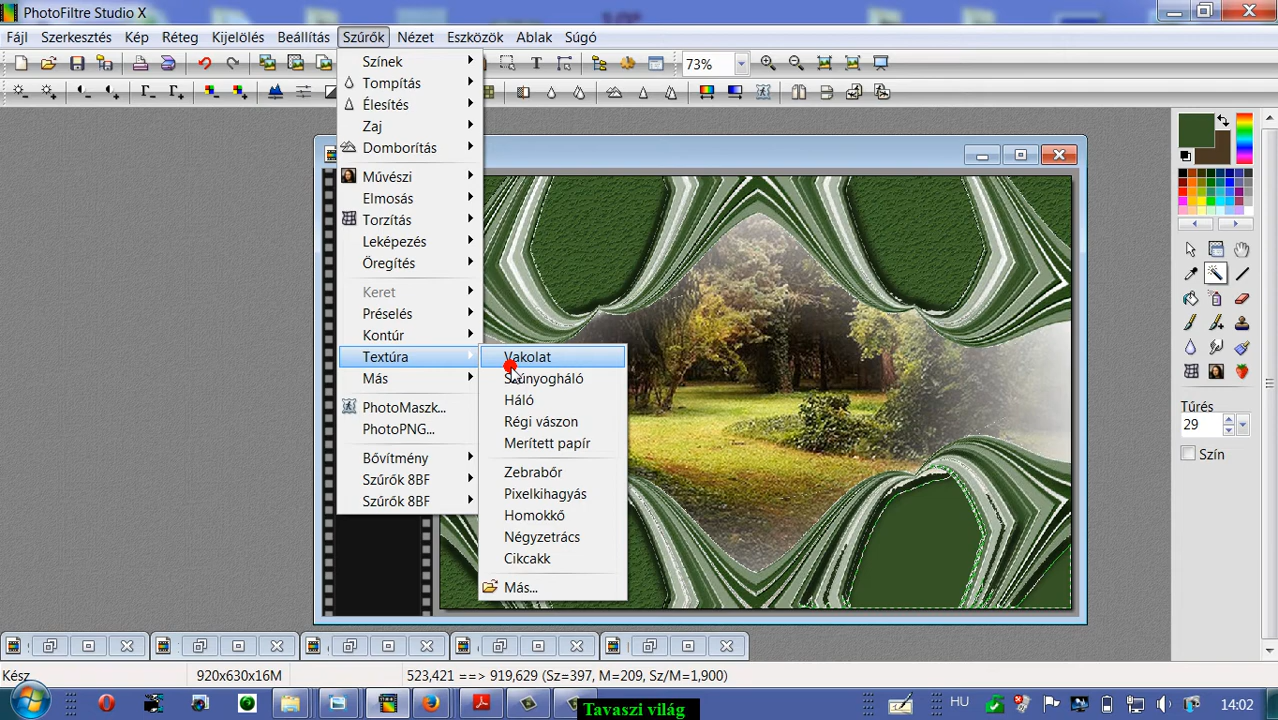 PhotoFiltre Studio X
Fájl Szerkesztés Kép Réteg Kijelölés Beállítás Szűrők Nézet Eszközök Ablak Súgó
73%
Színek
Tompítás
Élesítés
Zaj
Domborítás
Művészi
Elmosás
Torzítás
Leképezés
Öregítés
Keret
Préselés
Kontúr
Textúra
Más
PhotoMaszk...
PhotoPNG...
Bővítmény
Szűrők 8BF
Szűrők 8BF
Vakolat
Szúnyogháló
Háló
Régi vászon
Merített papír
Zebrabőr
Pixelkihagyás
Homokkő
Négyzetrács
Cikcakk
Más...
Tűrés
29
Szín
Kész 920x630x16M 523,421 ==> 920,629 (Sz=397, M=209, Sz/M=1,900)
HU 14:02
Tavaszi világ